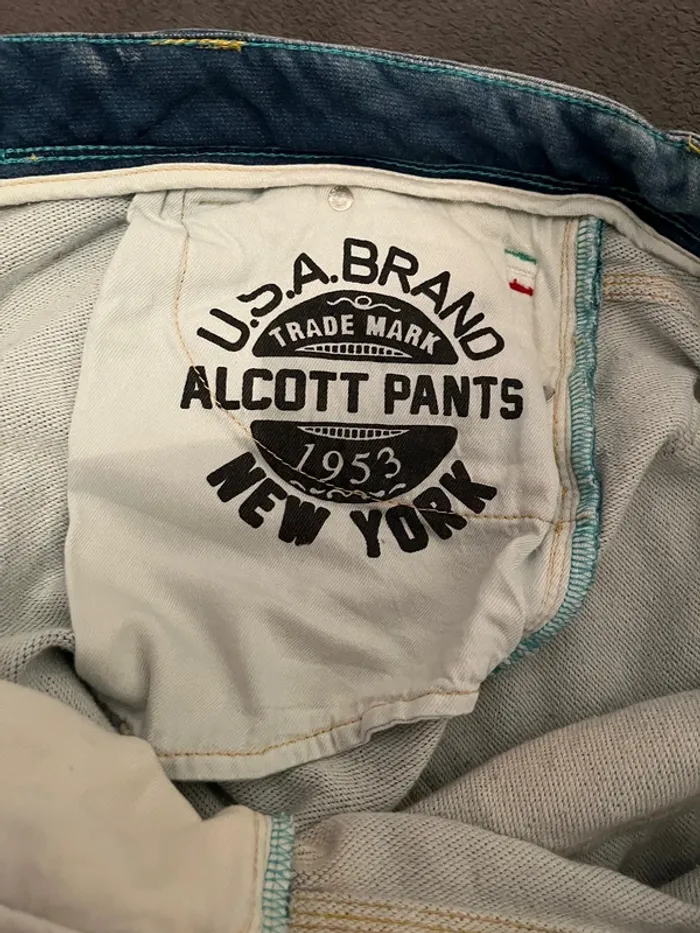 U.S.A. BRAND
TRADE MARK
ALCOTT PANTS
1953
NEW YORK